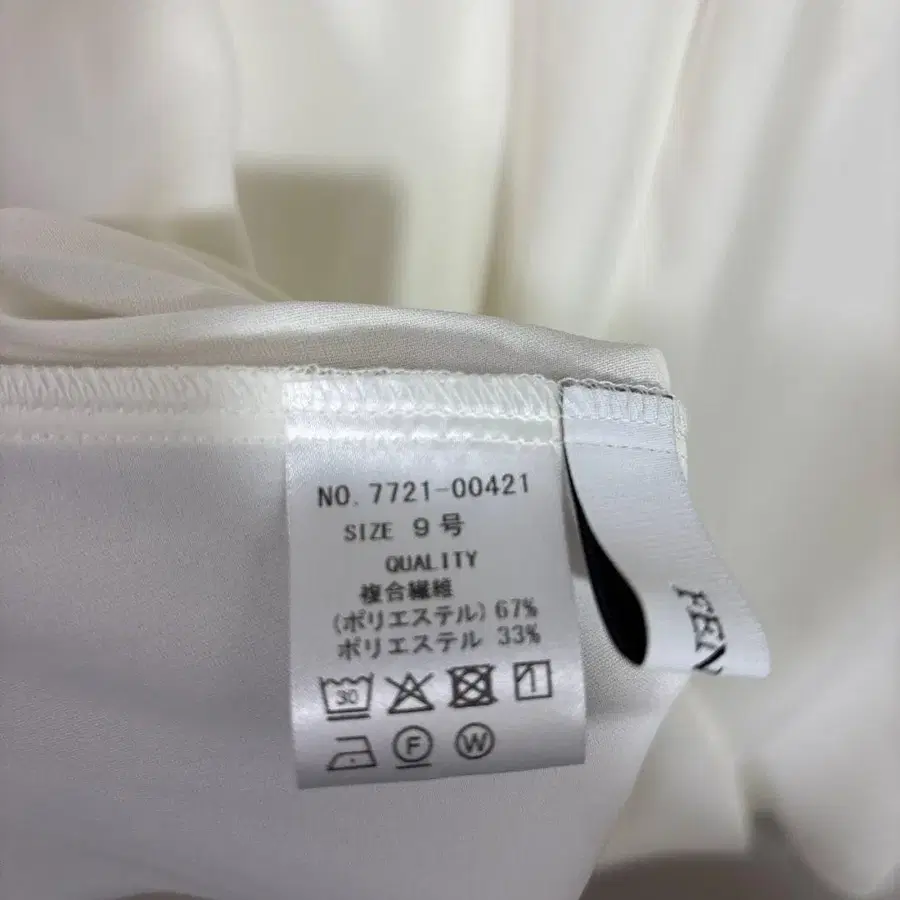 NO. 7721-00421
SIZE 9号
QUALITY
複合繊維
(ポリエステル) 67%
ポリエステル 33%
30
F
W
FEN